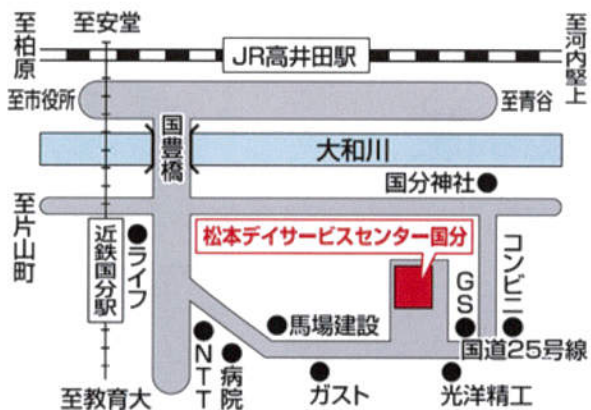 至柏原
至安堂
JR高井田駅
至河内堅上
至市役所
至青谷
国豊橋
大和川
国分神社
至片山町
近鉄国分駅
ライフ
松本デイサービスセンター国分
コンビニ
GS
馬場建設
国道25号線
NTT
病院
ガスト
光洋精工
至教育大